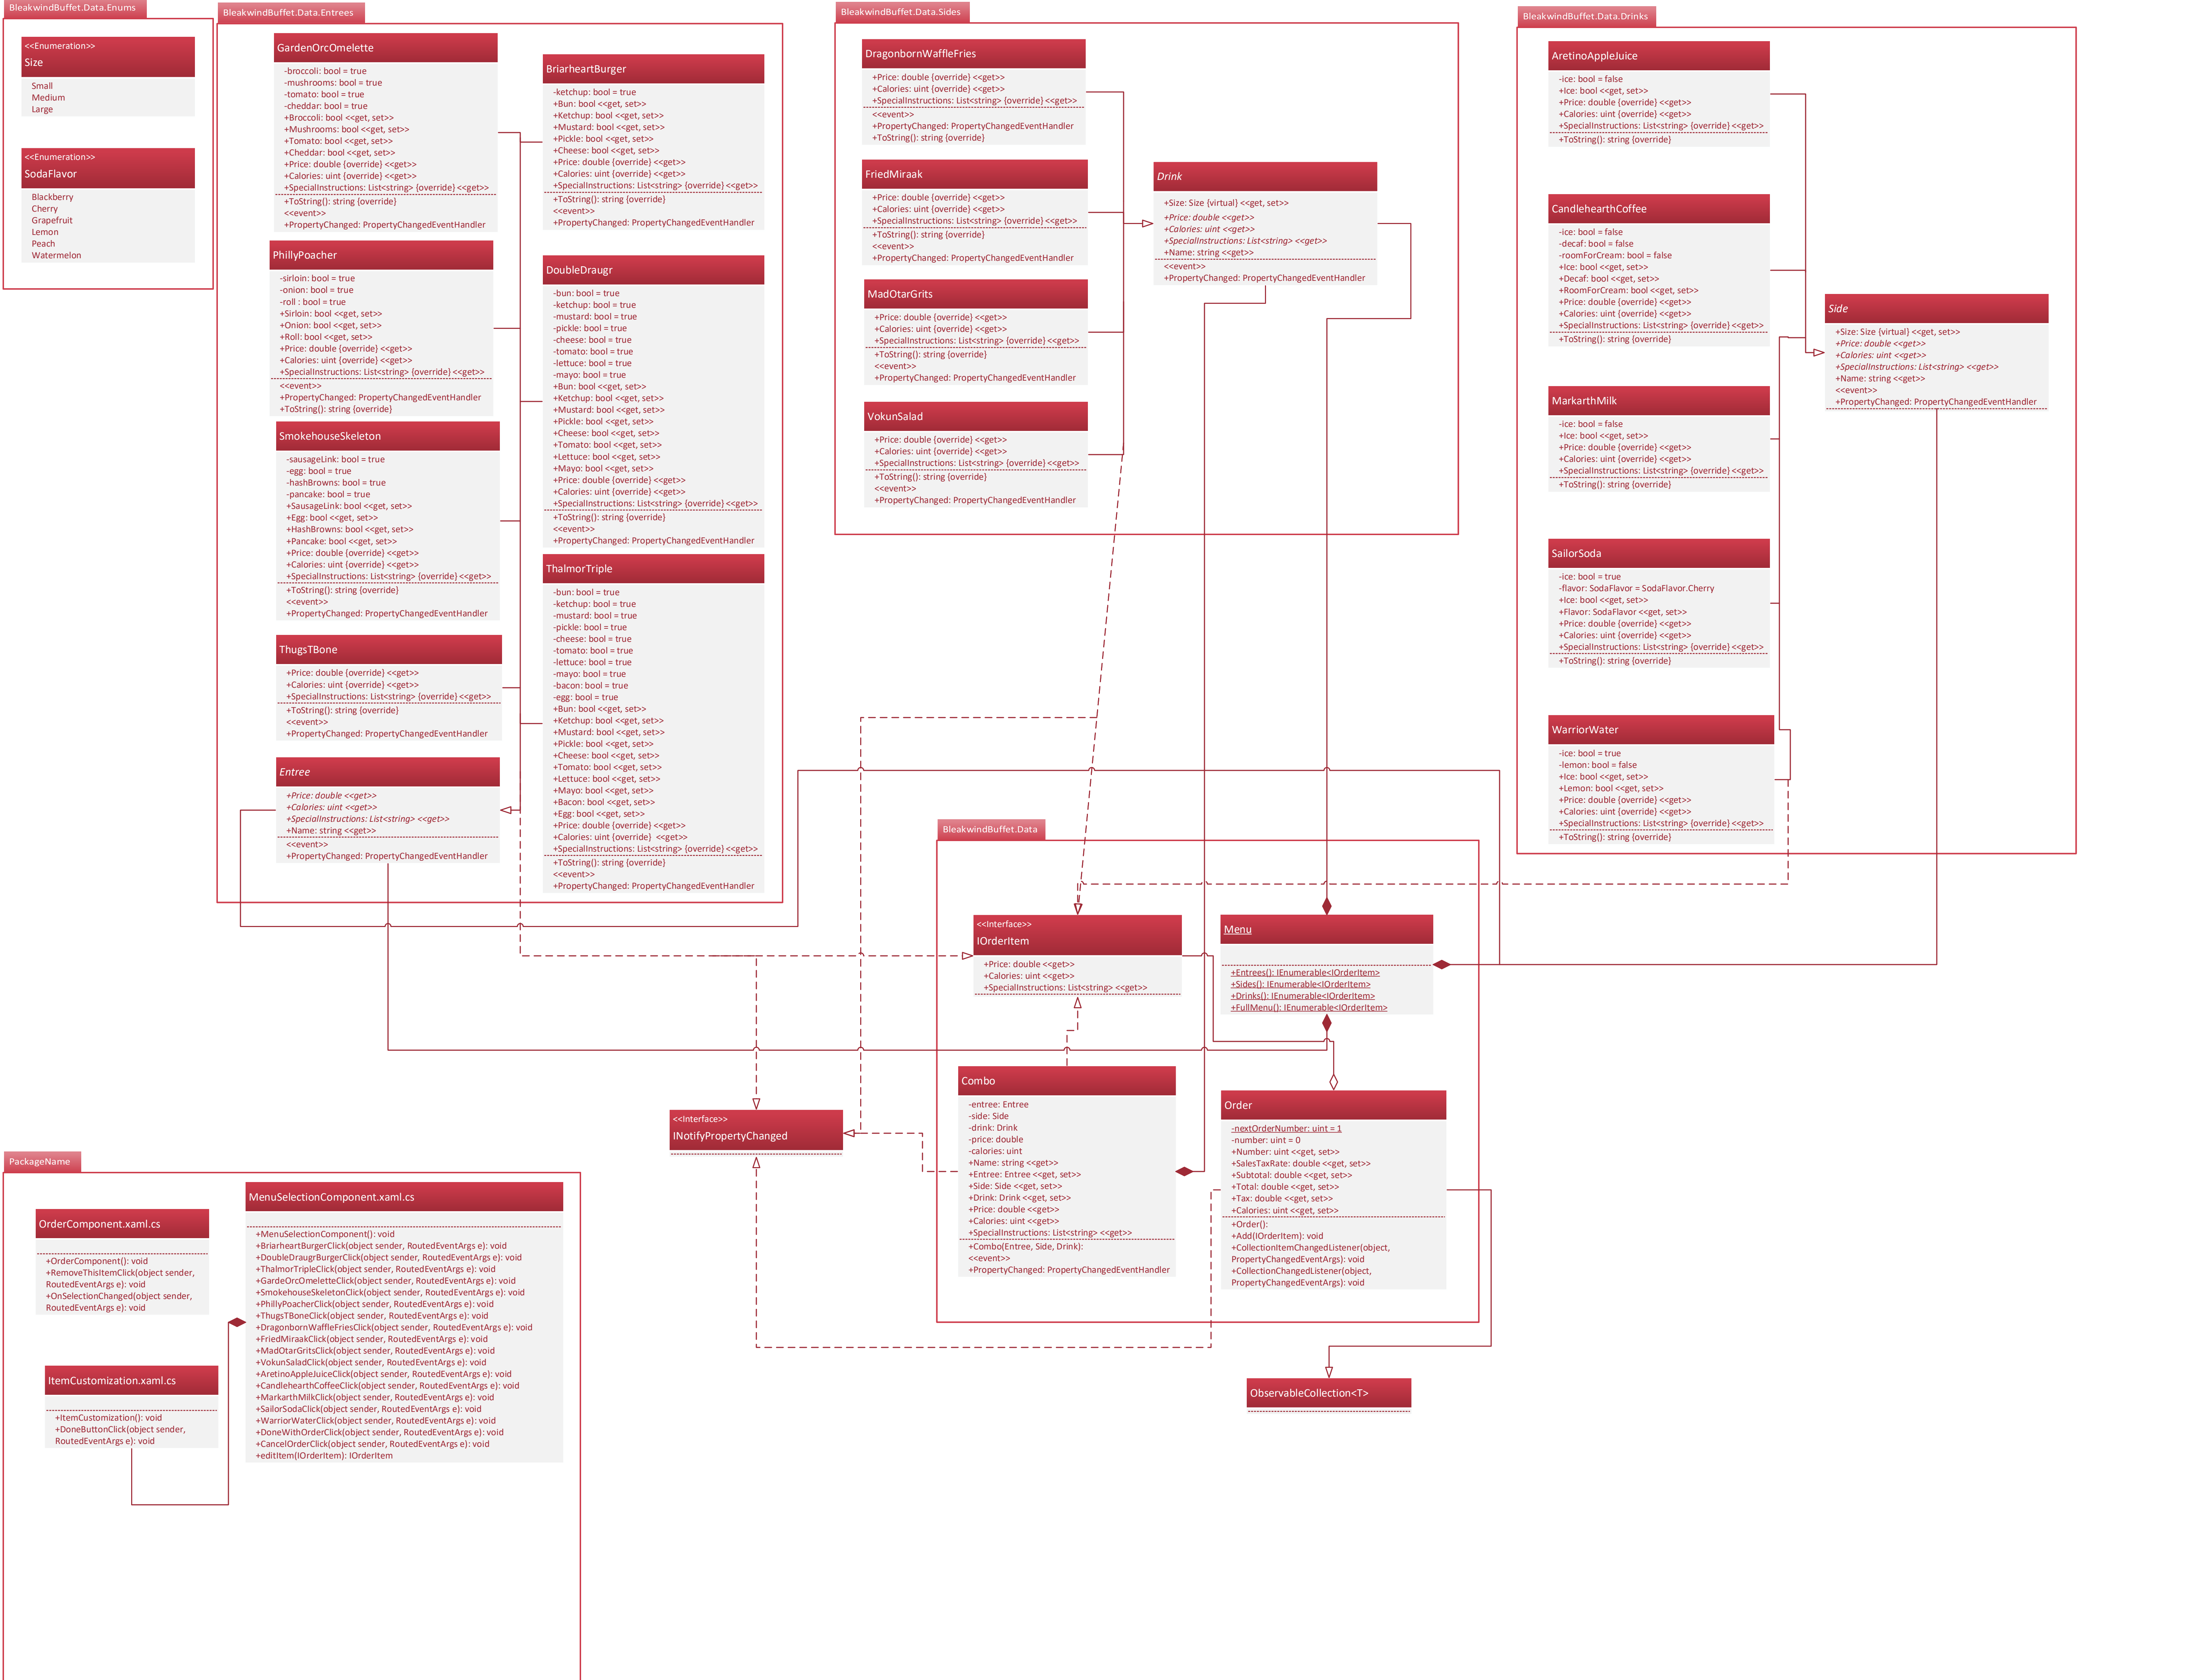 BleakwindBuffet.Data.Enums
<<Enumeration>>
Size
Small
Medium
Large
<<Enumeration>>
SodaFlavor
Blackberry
Cherry
Grapefruit
Lemon
Peach
Watermelon
BleakwindBuffet.Data.Entrees
GardenOrcOmelette
-broccoli: bool = true
-mushrooms: bool = true
-tomato: bool = true
-cheddar: bool = true
+Broccoli: bool <<get, set>>
+Mushrooms: bool <<get, set>>
+Tomato: bool <<get, set>>
+Cheddar: bool <<get, set>>
+Price: double {override} <<get>>
+Calories: uint {override} <<get>>
+SpecialInstructions: List<string> {override} <<get>>
+ToString(): string {override}
<<event>>
+PropertyChanged: PropertyChangedEventHandler
PhillyPoacher
-sirloin: bool = true
-onion: bool = true
-roll : bool = true
+Sirloin: bool <<get, set>>
+Onion: bool <<get, set>>
+Roll: bool <<get, set>>
+Price: double {override} <<get>>
+Calories: uint {override} <<get>>
+SpecialInstructions: List<string> {override} <<get>>
<<event>>
+PropertyChanged: PropertyChangedEventHandler
+ToString(): string {override}
SmokehouseSkeleton
-sausageLink: bool = true
-egg: bool = true
-hashBrowns: bool = true
-pancake: bool = true
+SausageLink: bool <<get, set>>
+Egg: bool <<get, set>>
+HashBrowns: bool <<get, set>>
+Pancake: bool <<get, set>>
+Price: double {override} <<get>>
+Calories: uint {override} <<get>>
+SpecialInstructions: List<string> {override} <<get>>
+ToString(): string {override}
<<event>>
+PropertyChanged: PropertyChangedEventHandler
ThugsTBone
+Price: double {override} <<get>>
+Calories: uint {override} <<get>>
+SpecialInstructions: List<string> {override} <<get>>
+ToString(): string {override}
<<event>>
+PropertyChanged: PropertyChangedEventHandler
Entree
+Price: double <<get>>
+Calories: uint <<get>>
+SpecialInstructions: List<string> <<get>>
+Name: string <<get>>
<<event>>
+PropertyChanged: PropertyChangedEventHandler
BriarheartBurger
-ketchup: bool = true
+Bun: bool <<get, set>>
+Ketchup: bool <<get, set>>
+Mustard: bool <<get, set>>
+Pickle: bool <<get, set>>
+Cheese: bool <<get, set>>
+Price: double {override} <<get>>
+Calories: uint {override} <<get>>
+SpecialInstructions: List<string> {override} <<get>>
+ToString(): string {override}
<<event>>
+PropertyChanged: PropertyChangedEventHandler
DoubleDraugr
-bun: bool = true
-ketchup: bool = true
-mustard: bool = true
-pickle: bool = true
-cheese: bool = true
-tomato: bool = true
-lettuce: bool = true
-mayo: bool = true
+Bun: bool <<get, set>>
+Ketchup: bool <<get, set>>
+Mustard: bool <<get, set>>
+Pickle: bool <<get, set>>
+Cheese: bool <<get, set>>
+Tomato: bool <<get, set>>
+Lettuce: bool <<get, set>>
+Mayo: bool <<get, set>>
+Price: double {override} <<get>>
+Calories: uint {override} <<get>>
+SpecialInstructions: List<string> {override} <<get>>
+ToString(): string {override}
<<event>>
+PropertyChanged: PropertyChangedEventHandler
ThalmorTriple
-bun: bool = true
-ketchup: bool = true
-mustard: bool = true
-pickle: bool = true
-cheese: bool = true
-tomato: bool = true
-lettuce: bool = true
-mayo: bool = true
-bacon: bool = true
-egg: bool = true
+Bun: bool <<get, set>>
+Ketchup: bool <<get, set>>
+Mustard: bool <<get, set>>
+Pickle: bool <<get, set>>
+Cheese: bool <<get, set>>
+Tomato: bool <<get, set>>
+Lettuce: bool <<get, set>>
+Mayo: bool <<get, set>>
+Bacon: bool <<get, set>>
+Egg: bool <<get, set>>
+Price: double {override} <<get>>
+Calories: uint {override} <<get>>
+SpecialInstructions: List<string> {override} <<get>>
+ToString(): string {override}
<<event>>
+PropertyChanged: PropertyChangedEventHandler
BleakwindBuffet.Data.Sides
DragonbornWaffleFries
+Price: double {override} <<get>>
+Calories: uint {override} <<get>>
+SpecialInstructions: List<string> {override} <<get>>
<<event>>
+PropertyChanged: PropertyChangedEventHandler
+ToString(): string {override}
FriedMiraak
+Price: double {override} <<get>>
+Calories: uint {override} <<get>>
+SpecialInstructions: List<string> {override} <<get>>
+ToString(): string {override}
<<event>>
+PropertyChanged: PropertyChangedEventHandler
MadOtarGrits
+Price: double {override} <<get>>
+Calories: uint {override} <<get>>
+SpecialInstructions: List<string> {override} <<get>>
+ToString(): string {override}
<<event>>
+PropertyChanged: PropertyChangedEventHandler
VokunSalad
+Price: double {override} <<get>>
+Calories: uint {override} <<get>>
+SpecialInstructions: List<string> {override} <<get>>
+ToString(): string {override}
<<event>>
+PropertyChanged: PropertyChangedEventHandler
Drink
+Size: Size {virtual} <<get, set>>
+Price: double <<get>>
+Calories: uint <<get>>
+SpecialInstructions: List<string> <<get>>
+Name: string <<get>>
<<event>>
+PropertyChanged: PropertyChangedEventHandler
BleakwindBuffet.Data.Drinks
AretinoAppleJuice
-ice: bool = false
+Ice: bool <<get, set>>
+Price: double {override} <<get>>
+Calories: uint {override} <<get>>
+SpecialInstructions: List<string> {override} <<get>>
+ToString(): string {override}
CandlehearthCoffee
-ice: bool = false
-decaf: bool = false
-roomForCream: bool = false
+Ice: bool <<get, set>>
+Decaf: bool <<get, set>>
+RoomForCream: bool <<get, set>>
+Price: double {override} <<get>>
+Calories: uint {override} <<get>>
+SpecialInstructions: List<string> {override} <<get>>
+ToString(): string {override}
MarkarthMilk
-ice: bool = false
+Ice: bool <<get, set>>
+Price: double {override} <<get>>
+Calories: uint {override} <<get>>
+SpecialInstructions: List<string> {override} <<get>>
+ToString(): string {override}
SailorSoda
-ice: bool = true
-flavor: SodaFlavor = SodaFlavor.Cherry
+Ice: bool <<get, set>>
+Flavor: SodaFlavor <<get, set>>
+Price: double {override} <<get>>
+Calories: uint {override} <<get>>
+SpecialInstructions: List<string> {override} <<get>>
+ToString(): string {override}
WarriorWater
-ice: bool = true
-lemon: bool = false
+Ice: bool <<get, set>>
+Lemon: bool <<get, set>>
+Price: double {override} <<get>>
+Calories: uint {override} <<get>>
+SpecialInstructions: List<string> {override} <<get>>
+ToString(): string {override}
Side
+Size: Size {virtual} <<get, set>>
+Price: double <<get>>
+Calories: uint <<get>>
+SpecialInstructions: List<string> <<get>>
+Name: string <<get>>
<<event>>
+PropertyChanged: PropertyChangedEventHandler
BleakwindBuffet.Data
<<Interface>>
IOrderItem
+Price: double <<get>>
+Calories: uint <<get>>
+SpecialInstructions: List<string> <<get>>
Menu
+Entrees(): IEnumerable<IOrderItem>
+Sides(): IEnumerable<IOrderItem>
+Drinks(): IEnumerable<IOrderItem>
+FullMenu(): IEnumerable<IOrderItem>
Combo
-entree: Entree
-side: Side
-drink: Drink
-price: double
-calories: uint
+Name: string <<get>>
+Entree: Entree <<get, set>>
+Side: Side <<get, set>>
+Drink: Drink <<get, set>>
+Price: double <<get>>
+Calories: uint <<get>>
+SpecialInstructions: List<string> <<get>>
+Combo(Entree, Side, Drink):
<<event>>
+PropertyChanged: PropertyChangedEventHandler
Order
-nextOrderNumber: uint = 1
-number: uint = 0
+Number: uint <<get, set>>
+SalesTaxRate: double <<get, set>>
+Subtotal: double <<get, set>>
+Total: double <<get, set>>
+Tax: double <<get, set>>
+Calories: uint <<get, set>>
+Order():
+Add(IOrderItem): void
+CollectionItemChangedListener(object,
PropertyChangedEventArgs): void
+CollectionChangedListener(object,
PropertyChangedEventArgs): void
<<Interface>>
INotifyPropertyChanged
ObservableCollection<T>
PackageName
OrderComponent.xaml.cs
+OrderComponent(): void
+RemoveThisItemClick(object sender,
RoutedEventArgs e): void
+OnSelectionChanged(object sender,
RoutedEventArgs e): void
ItemCustomization.xaml.cs
+ItemCustomization(): void
+DoneButtonClick(object sender,
RoutedEventArgs e): void
MenuSelectionComponent.xaml.cs
+MenuSelectionComponent(): void
+BriarheartBurgerClick(object sender, RoutedEventArgs e): void
+DoubleDraugrBurgerClick(object sender, RoutedEventArgs e): void
+ThalmorTripleClick(object sender, RoutedEventArgs e): void
+GardeOrcOmeletteClick(object sender, RoutedEventArgs e): void
+SmokehouseSkeletonClick(object sender, RoutedEventArgs e): void
+PhillyPoacherClick(object sender, RoutedEventArgs e): void
+ThugsTBoneClick(object sender, RoutedEventArgs e): void
+DragonbornWaffleFriesClick(object sender, RoutedEventArgs e): void
+FriedMiraakClick(object sender, RoutedEventArgs e): void
+MadOtarGritsClick(object sender, RoutedEventArgs e): void
+VokunSaladClick(object sender, RoutedEventArgs e): void
+AretinoAppleJuiceClick(object sender, RoutedEventArgs e): void
+CandlehearthCoffeeClick(object sender, RoutedEventArgs e): void
+MarkarthMilkClick(object sender, RoutedEventArgs e): void
+SailorSodaClick(object sender, RoutedEventArgs e): void
+WarriorWaterClick(object sender, RoutedEventArgs e): void
+DoneWithOrderClick(object sender, RoutedEventArgs e): void
+CancelOrderClick(object sender, RoutedEventArgs e): void
+editItem(IOrderItem): IOrderItem